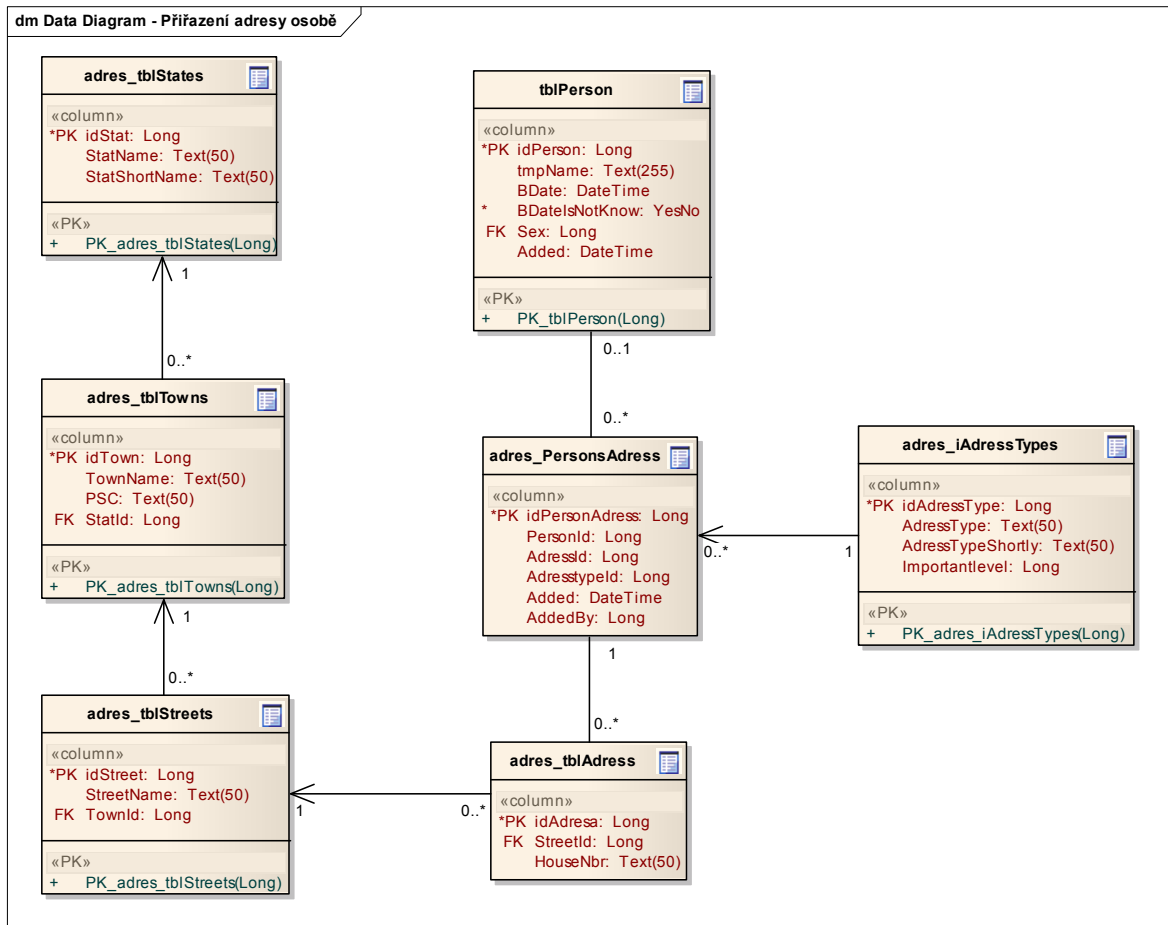 dm Data Diagram - Přiřazení adresy osobě
adres_tblStates
«column»
*PK idStat: Long
StatName: Text(50)
StatShortName: Text(50)
«PK»
+ PK_adres_tblStates(Long)
1
0..*
tblPerson
«column»
*PK idPerson: Long
tmpName: Text(255)
BDate: DateTime
* BDateIsNotKnow: YesNo
FK Sex: Long
Added: DateTime
«PK»
+ PK_tblPerson(Long)
0..1
0..*
adres_tblTowns
«column»
*PK idTown: Long
TownName: Text(50)
PSC: Text(50)
FK StatId: Long
«PK»
+ PK_adres_tblTowns(Long)
1
0..*
adres_PersonsAdress
«column»
*PK idPersonAdress: Long
PersonId: Long
AdressId: Long
AdresstypeId: Long
Added: DateTime
AddedBy: Long
0..*
1
1
0..*
adres_iAdressTypes
«column»
*PK idAdressType: Long
AdressType: Text(50)
AdressTypeShortly: Text(50)
Importantlevel: Long
«PK»
+ PK_adres_iAdressTypes(Long)
adres_tblStreets
«column»
*PK idStreet: Long
StreetName: Text(50)
FK TownId: Long
«PK»
+ PK_adres_tblStreets(Long)
1
0..*
adres_tblAdress
«column»
*PK idAdresa: Long
FK StreetId: Long
HouseNbr: Text(50)